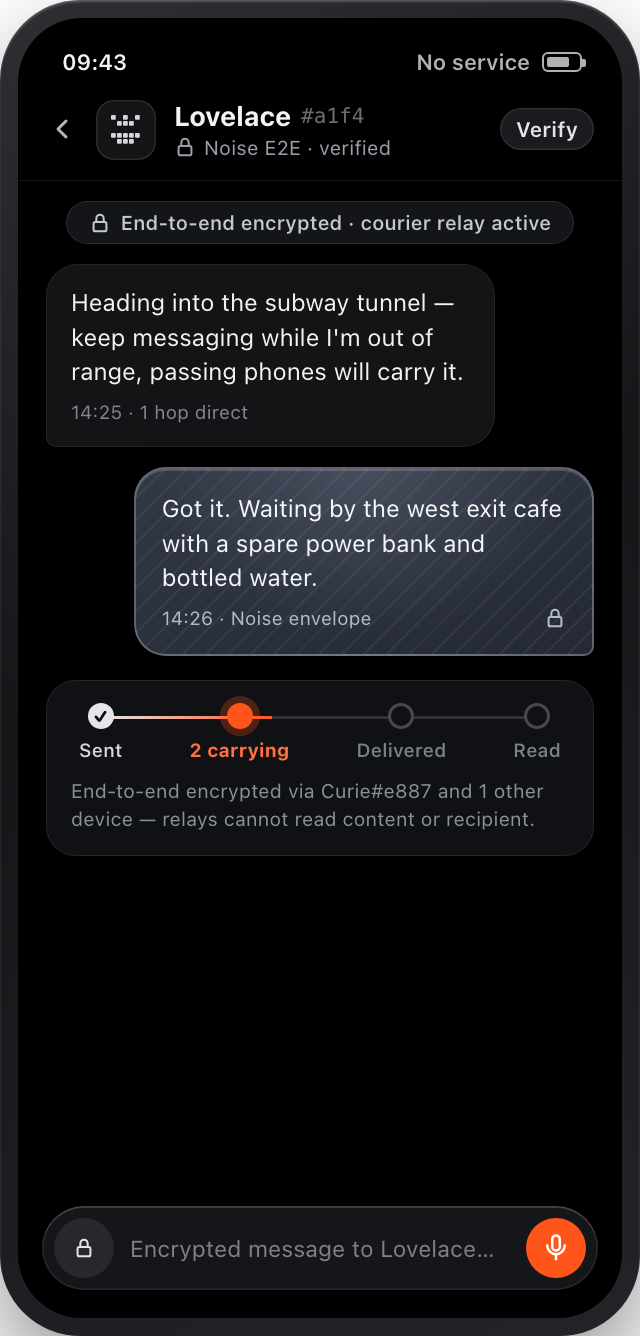 09:43
No service
Lovelace #a1f4
Noise E2E · verified
Verify
End-to-end encrypted · courier relay active
Heading into the subway tunnel —
keep messaging while I'm out of
range, passing phones will carry it.
14:25 · 1 hop direct
Got it. Waiting by the west exit cafe
with a spare power bank and
bottled water.
14:26 · Noise envelope
Sent
2 carrying
Delivered
Read
End-to-end encrypted via Curie#e887 and 1 other
device — relays cannot read content or recipient.
Encrypted message to Lovelace…